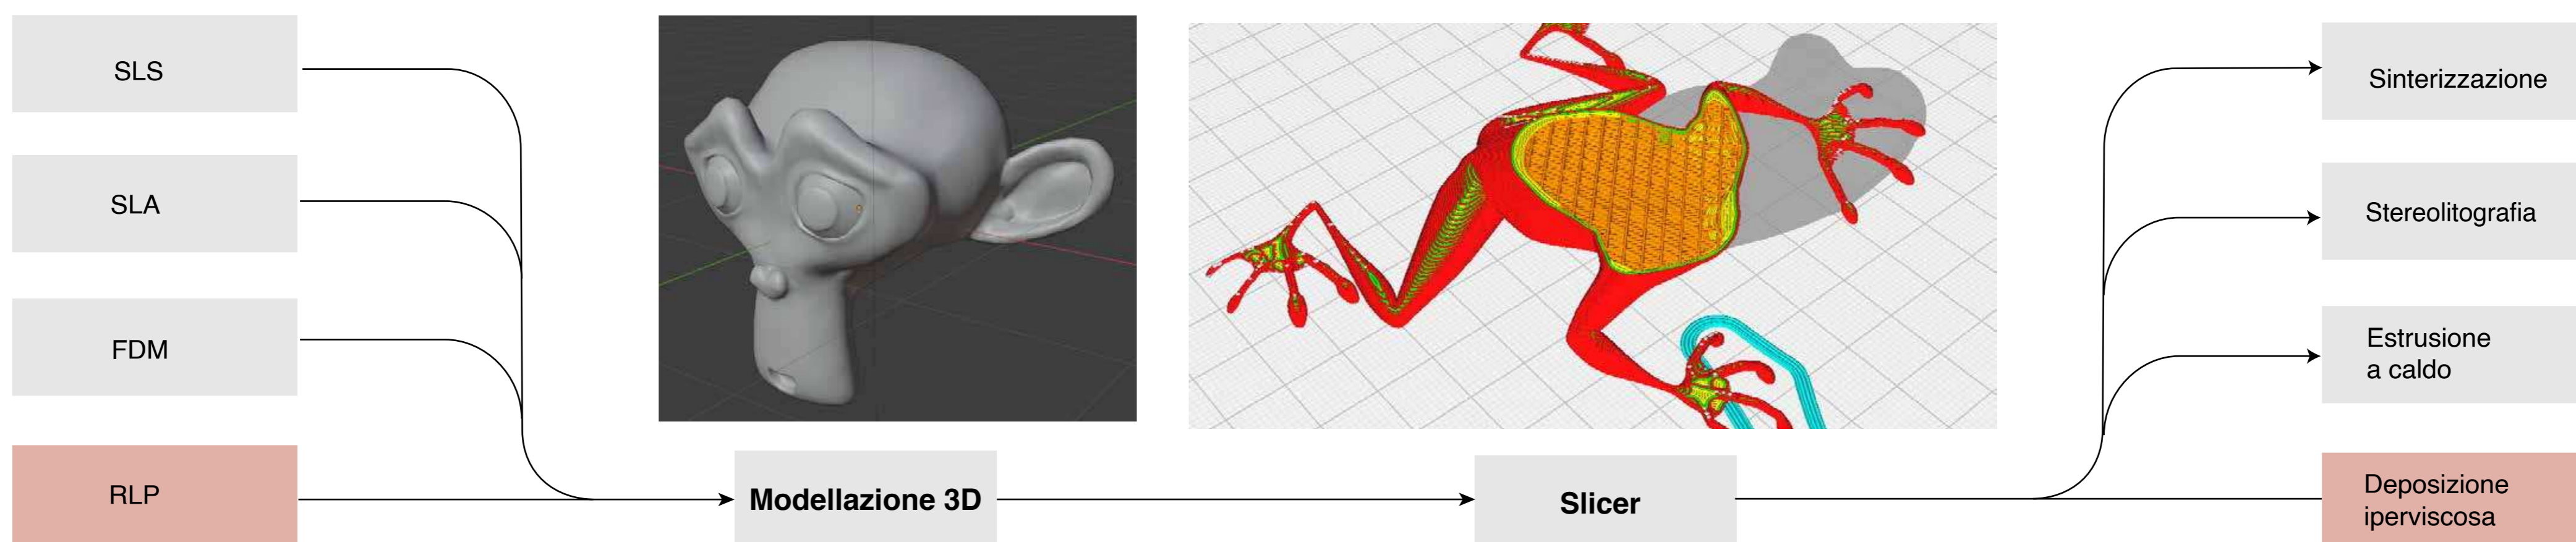 SLS
SLA
FDM
RLP
Modellazione 3D
Slicer
Sinterizzazione
Stereolitografia
Estrusione
a caldo
Deposizione
iperviscosa